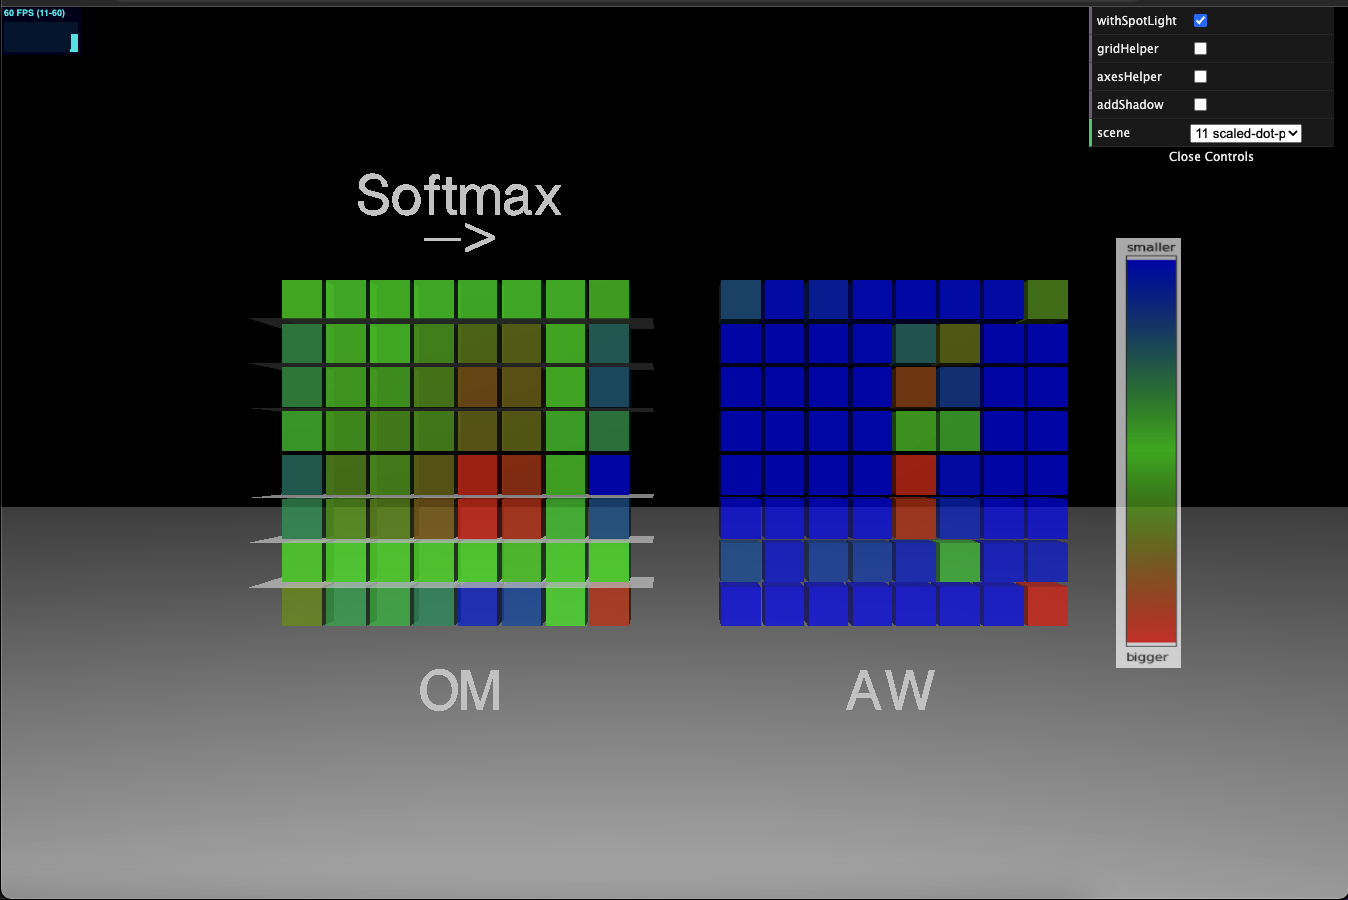 60 FPS (11-60)
withSpotLight
gridHelper
axesHelper
addShadow
scene 11 scaled-dot-p
Close Controls
Softmax
—>
smaller
bigger
OM
AW